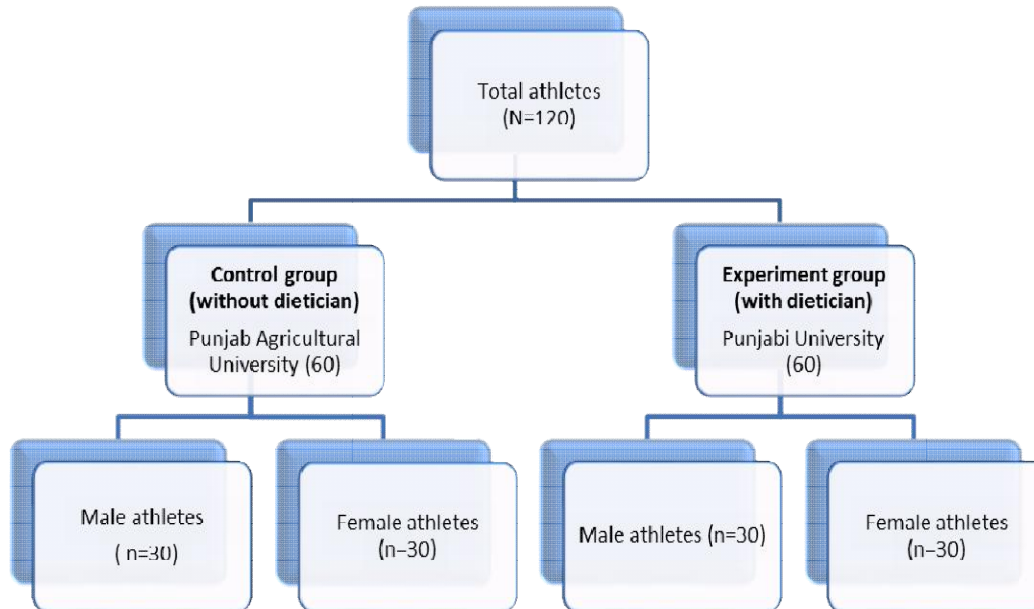 Total athletes
(N=120)
Control group
(without dietician)
Punjab Agricultural
University (60)
Experiment group
(with dietician)
Punjabi University
(60)
Male athletes
( n=30)
Female athletes
(n–30)
Male athletes (n=30)
Female athletes
(n–30)